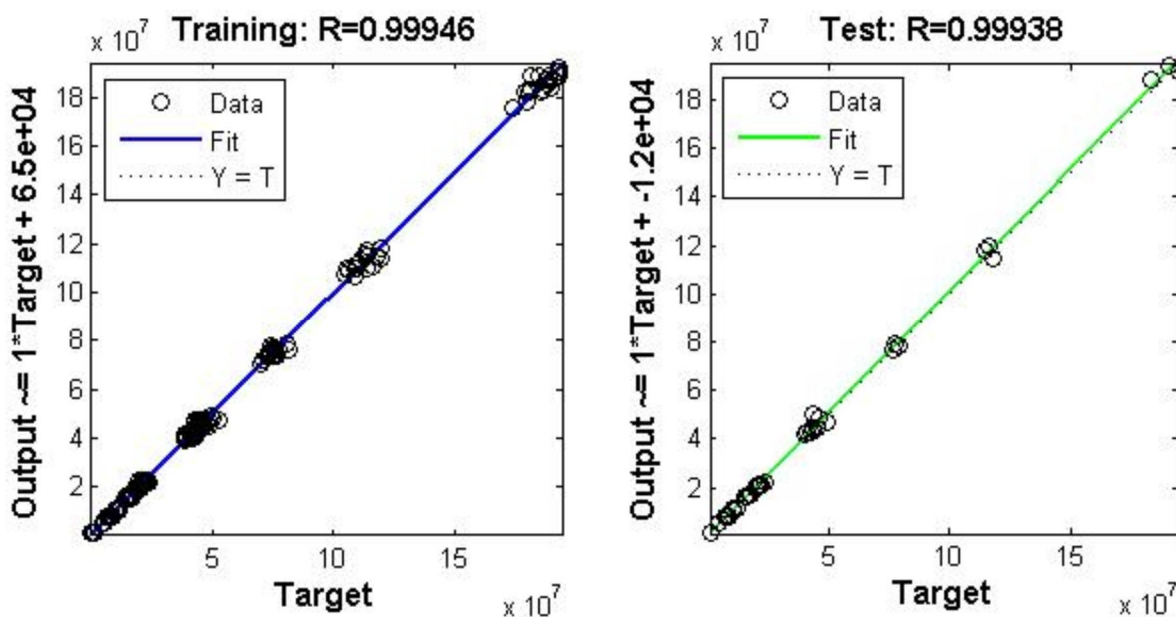 x 10^7 Training: R=0.99946
Output ~= 1*Target + 6.5e+04
18
16
14
12
10
8
6
4
2
Data
Fit
Y = T
5 10 15
Target
x 10^7
x 10^7 Test: R=0.99938
Output ~= 1*Target + -1.2e+04
18
16
14
12
10
8
6
4
2
Data
Fit
Y = T
5 10 15
Target
x 10^7